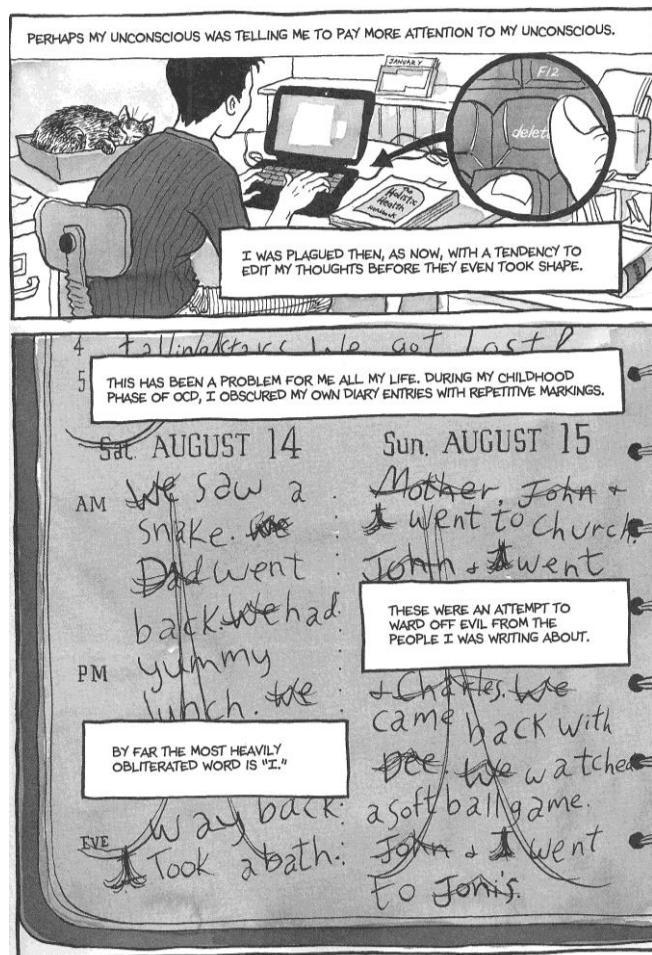 PERHAPS MY UNCONSCIOUS WAS TELLING ME TO PAY MORE ATTENTION TO MY UNCONSCIOUS.
JANUARY
F12
delete
The
Holistic
Health
I WAS PLAGUED THEN, AS NOW, WITH A TENDENCY TO
EDIT MY THOUGHTS BEFORE THEY EVEN TOOK SHAPE.
4
We got lost
5
THIS HAS BEEN A PROBLEM FOR ME ALL MY LIFE. DURING MY CHILDHOOD
PHASE OF OCD, I OBSCURED MY OWN DIARY ENTRIES WITH REPETITIVE MARKINGS.
Sat. AUGUST 14
AM We saw a
snake. We
Dad went
back. We had
PM yummy
lunch. We
BY FAR THE MOST HEAVILY
OBLITERATED WORD IS "I."
way back.
EVE
I Took a bath.
Sun. AUGUST 15
Mother, John +
I went to Church.
John + I went
THESE WERE AN ATTEMPT TO
WARD OFF EVIL FROM THE
PEOPLE I WAS WRITING ABOUT.
+ Charles. We
came back with
Dee. We watched
a softball game.
John + I went
to Joni's.